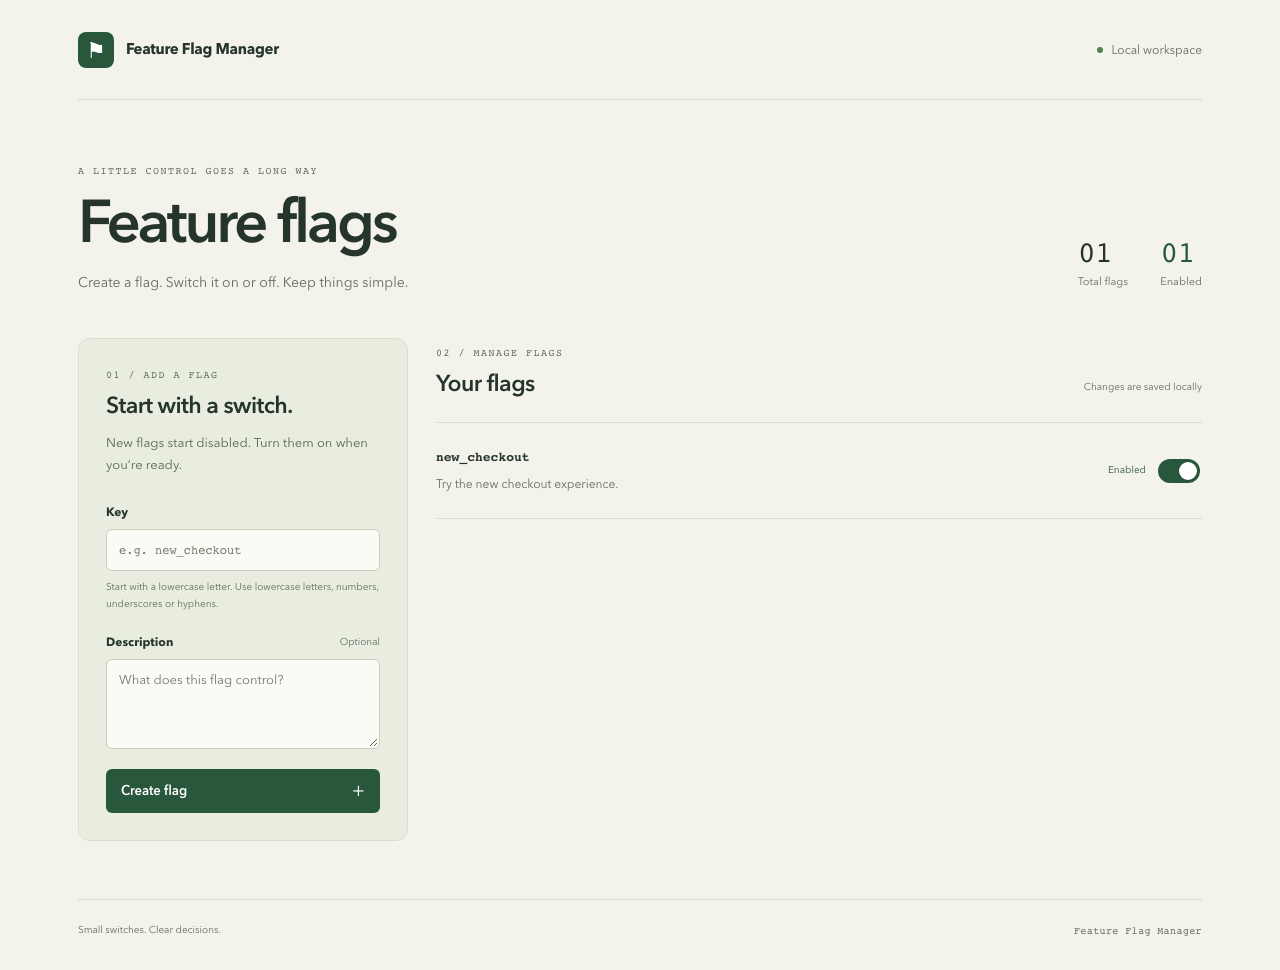 Feature Flag Manager
Local workspace
A LITTLE CONTROL GOES A LONG WAY
Feature flags
Create a flag. Switch it on or off. Keep things simple.
01
Total flags
01
Enabled
01 / ADD A FLAG
Start with a switch.
New flags start disabled. Turn them on when
you’re ready.
Key
e.g. new_checkout
Start with a lowercase letter. Use lowercase letters, numbers,
underscores or hyphens.
Description
Optional
What does this flag control?
Create flag +
02 / MANAGE FLAGS
Your flags
Changes are saved locally
new_checkout
Try the new checkout experience.
Enabled
Small switches. Clear decisions.
Feature Flag Manager